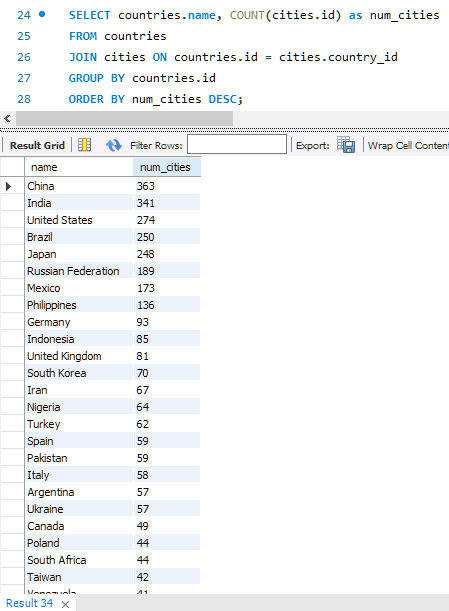 24 SELECT countries.name, COUNT(cities.id) as num_cities
25 FROM countries
26 JOIN cities ON countries.id = cities.country_id
27 GROUP BY countries.id
28 ORDER BY num_cities DESC;
Result Grid Filter Rows: Export: Wrap Cell Content
name num_cities
China 363
India 341
United States 274
Brazil 250
Japan 248
Russian Federation 189
Mexico 173
Philippines 136
Germany 93
Indonesia 85
United Kingdom 81
South Korea 70
Iran 67
Nigeria 64
Turkey 62
Spain 59
Pakistan 59
Italy 58
Argentina 57
Ukraine 57
Canada 49
Poland 44
South Africa 44
Taiwan 42
Venezuela 41
Result 34